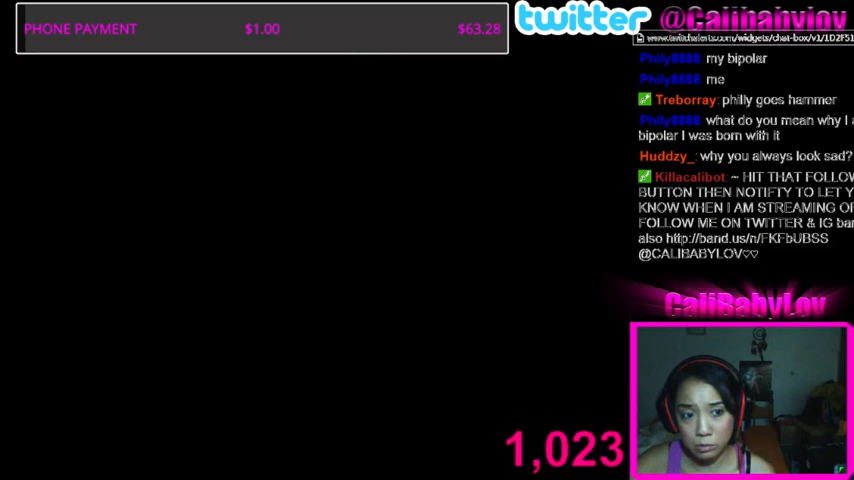 PHONE PAYMENT $1.00 $63.28
twitter @Calibabylov
Phily8888 my bipolar
Phily8888 me
Treborray: philly goes hammer
Phily8888 what do you mean why I a
bipolar I was born with it
Huddzy_: why you always look sad?
Killacalibot: ~ HIT THAT FOLLOW
BUTTON THEN NOTIFTY TO LET Y
KNOW WHEN I AM STREAMING OR
FOLLOW ME ON TWITTER & IG
also http://band.us/n/FKFbUBSS
@CALIBABYLOV♡♡
CaliBabyLov
1,023